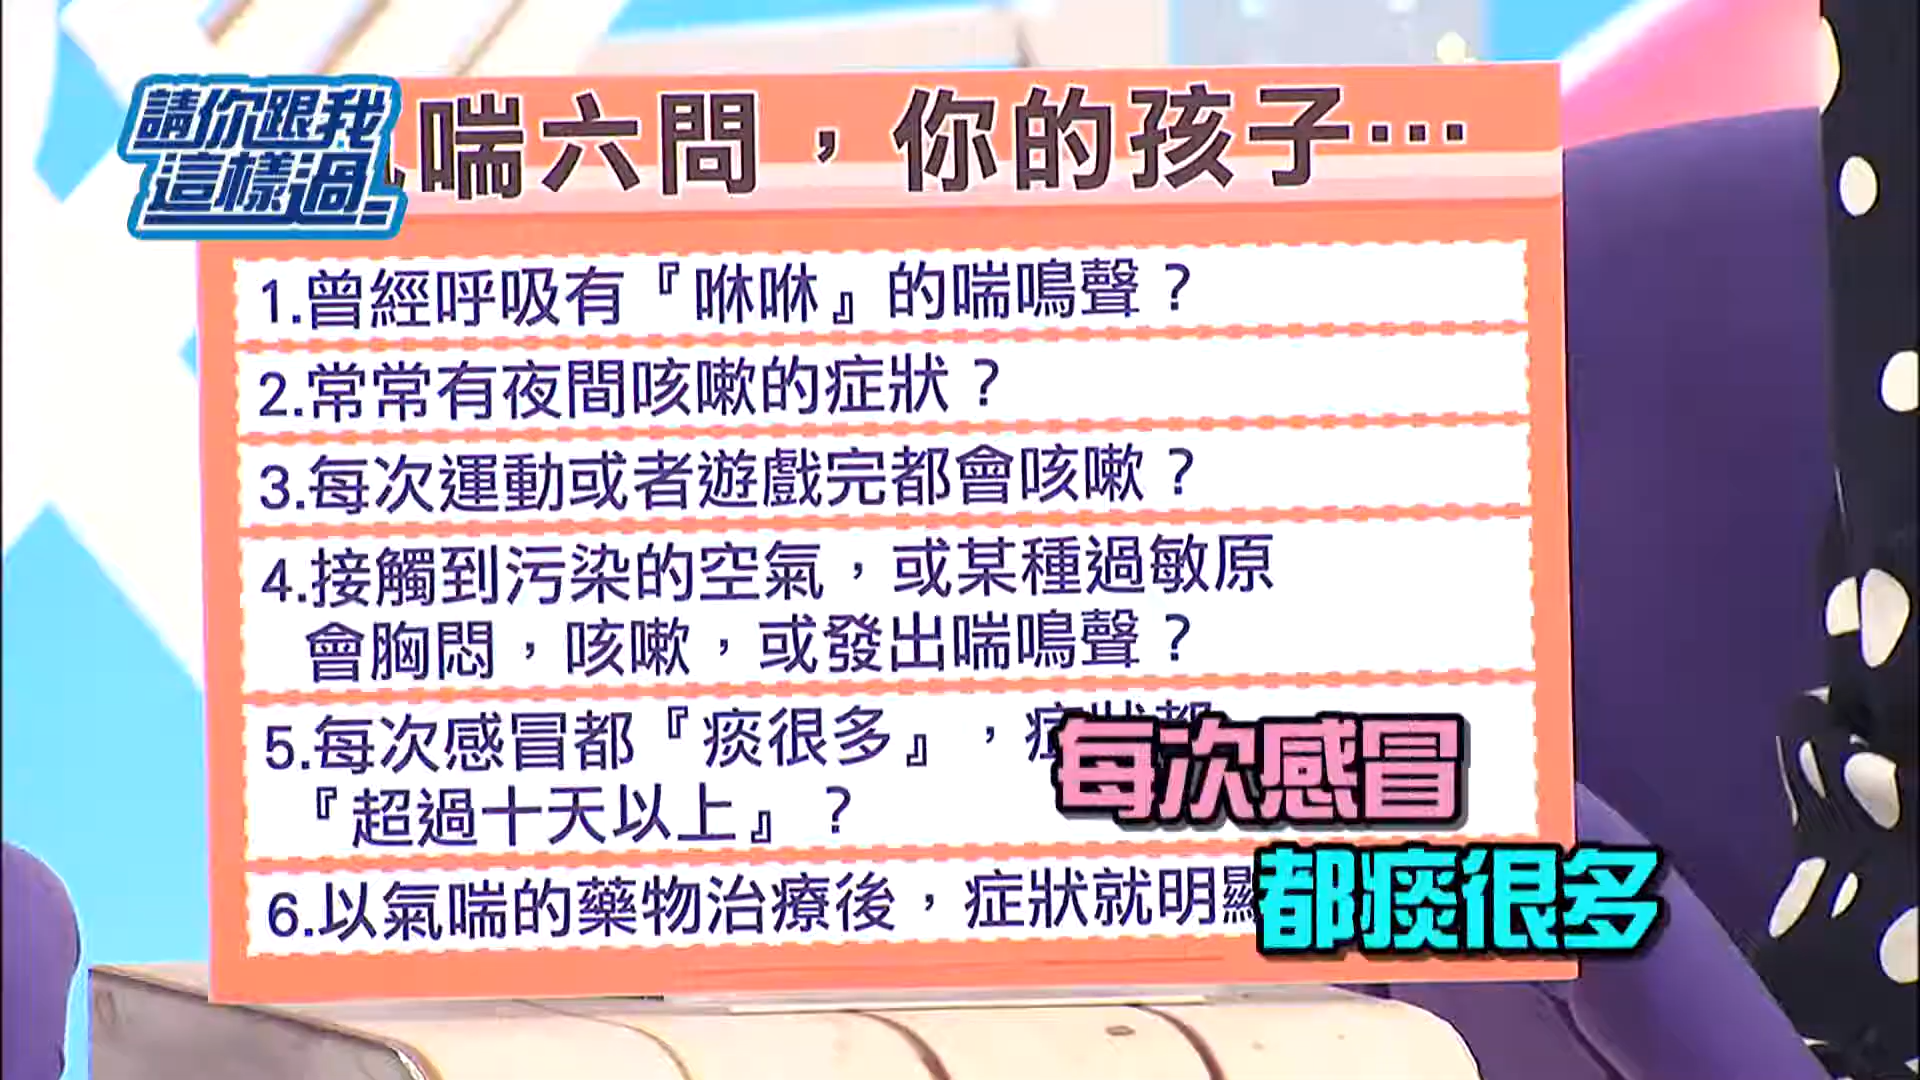 請你跟我
這樣過
喘六問，你的孩子…
1.曾經呼吸有『咻咻』的喘鳴聲？
2.常常有夜間咳嗽的症狀？
3.每次運動或者遊戲完都會咳嗽？
4.接觸到污染的空氣，或某種過敏原
會胸悶，咳嗽，或發出喘鳴聲？
5.每次感冒都『痰很多』，症狀都
『超過十天以上』？
6.以氣喘的藥物治療後，症狀就明顯
每次感冒
都痰很多